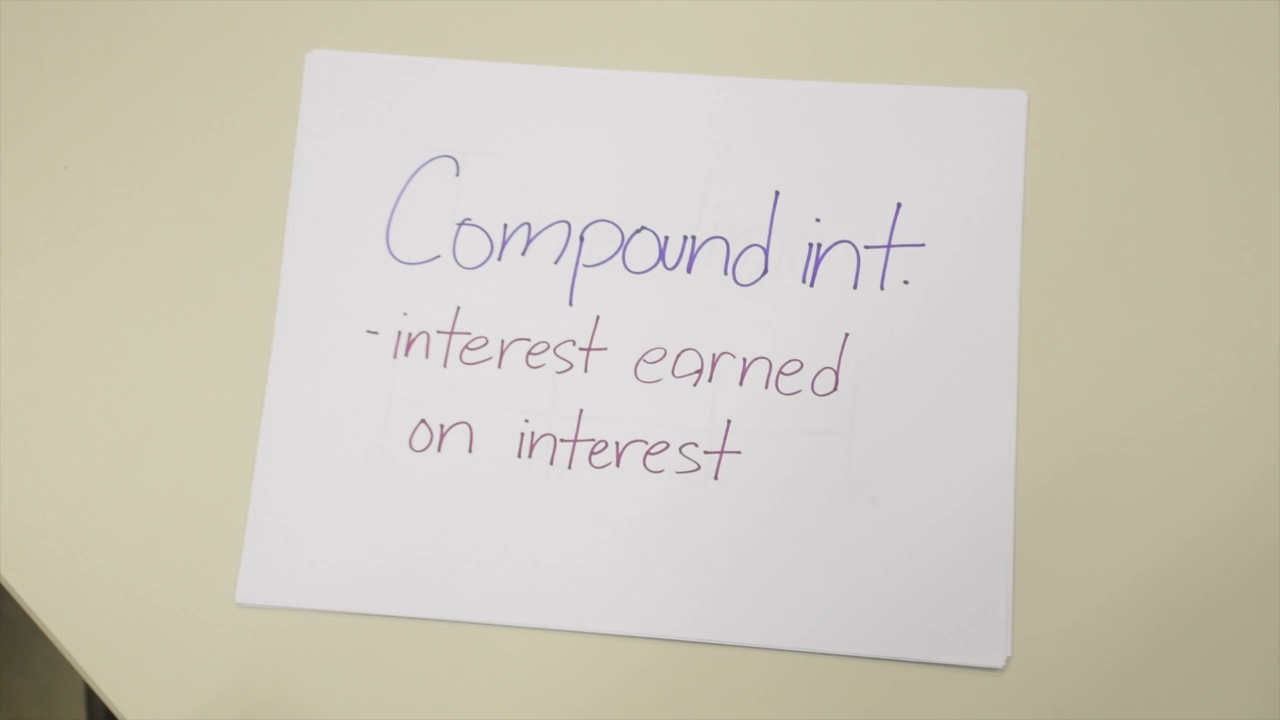 Compound int.
- interest earned
on interest